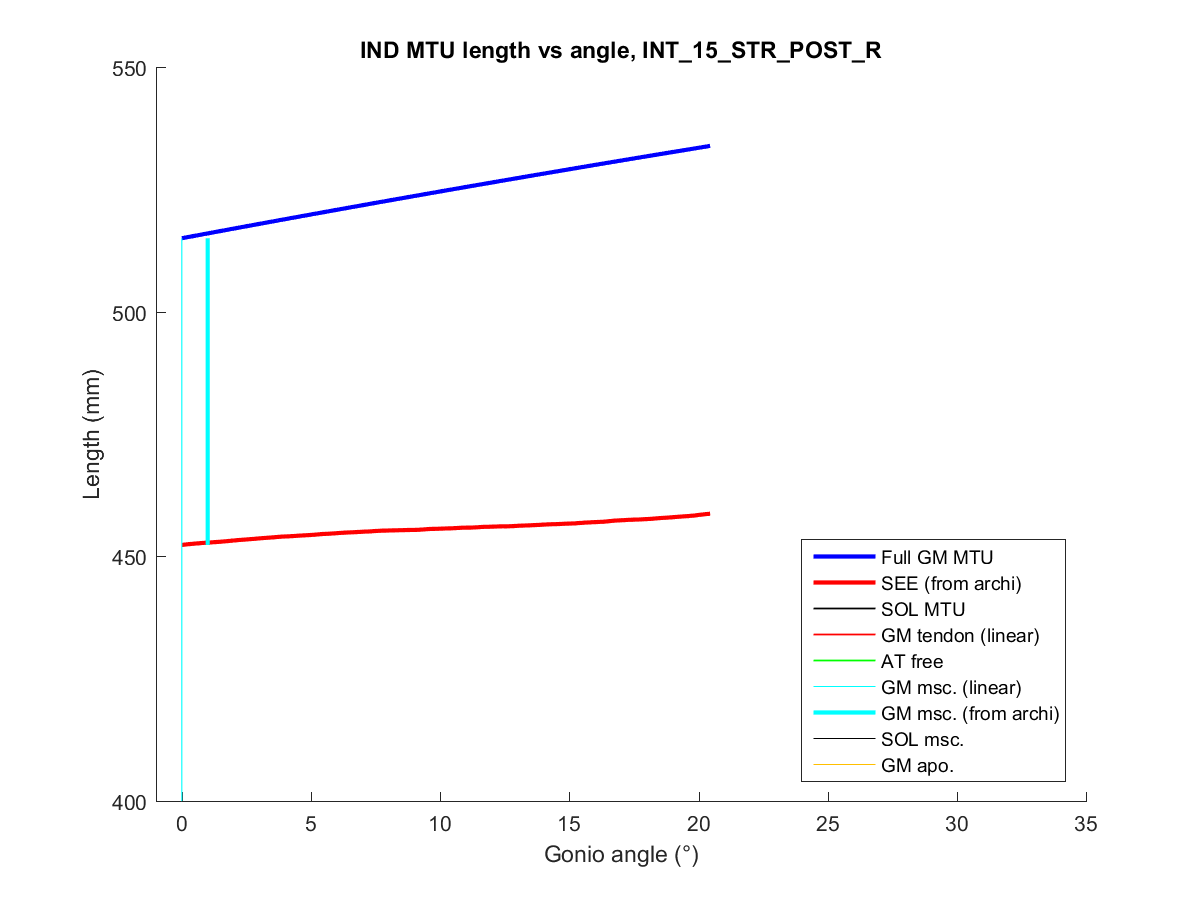 IND MTU length vs angle, INT_15_STR_POST_R
550
500
450
400
Length (mm)
0 5 10 15 20 25 30 35
Gonio angle (°)
Full GM MTU
SEE (from archi)
SOL MTU
GM tendon (linear)
AT free
GM msc. (linear)
GM msc. (from archi)
SOL msc.
GM apo.